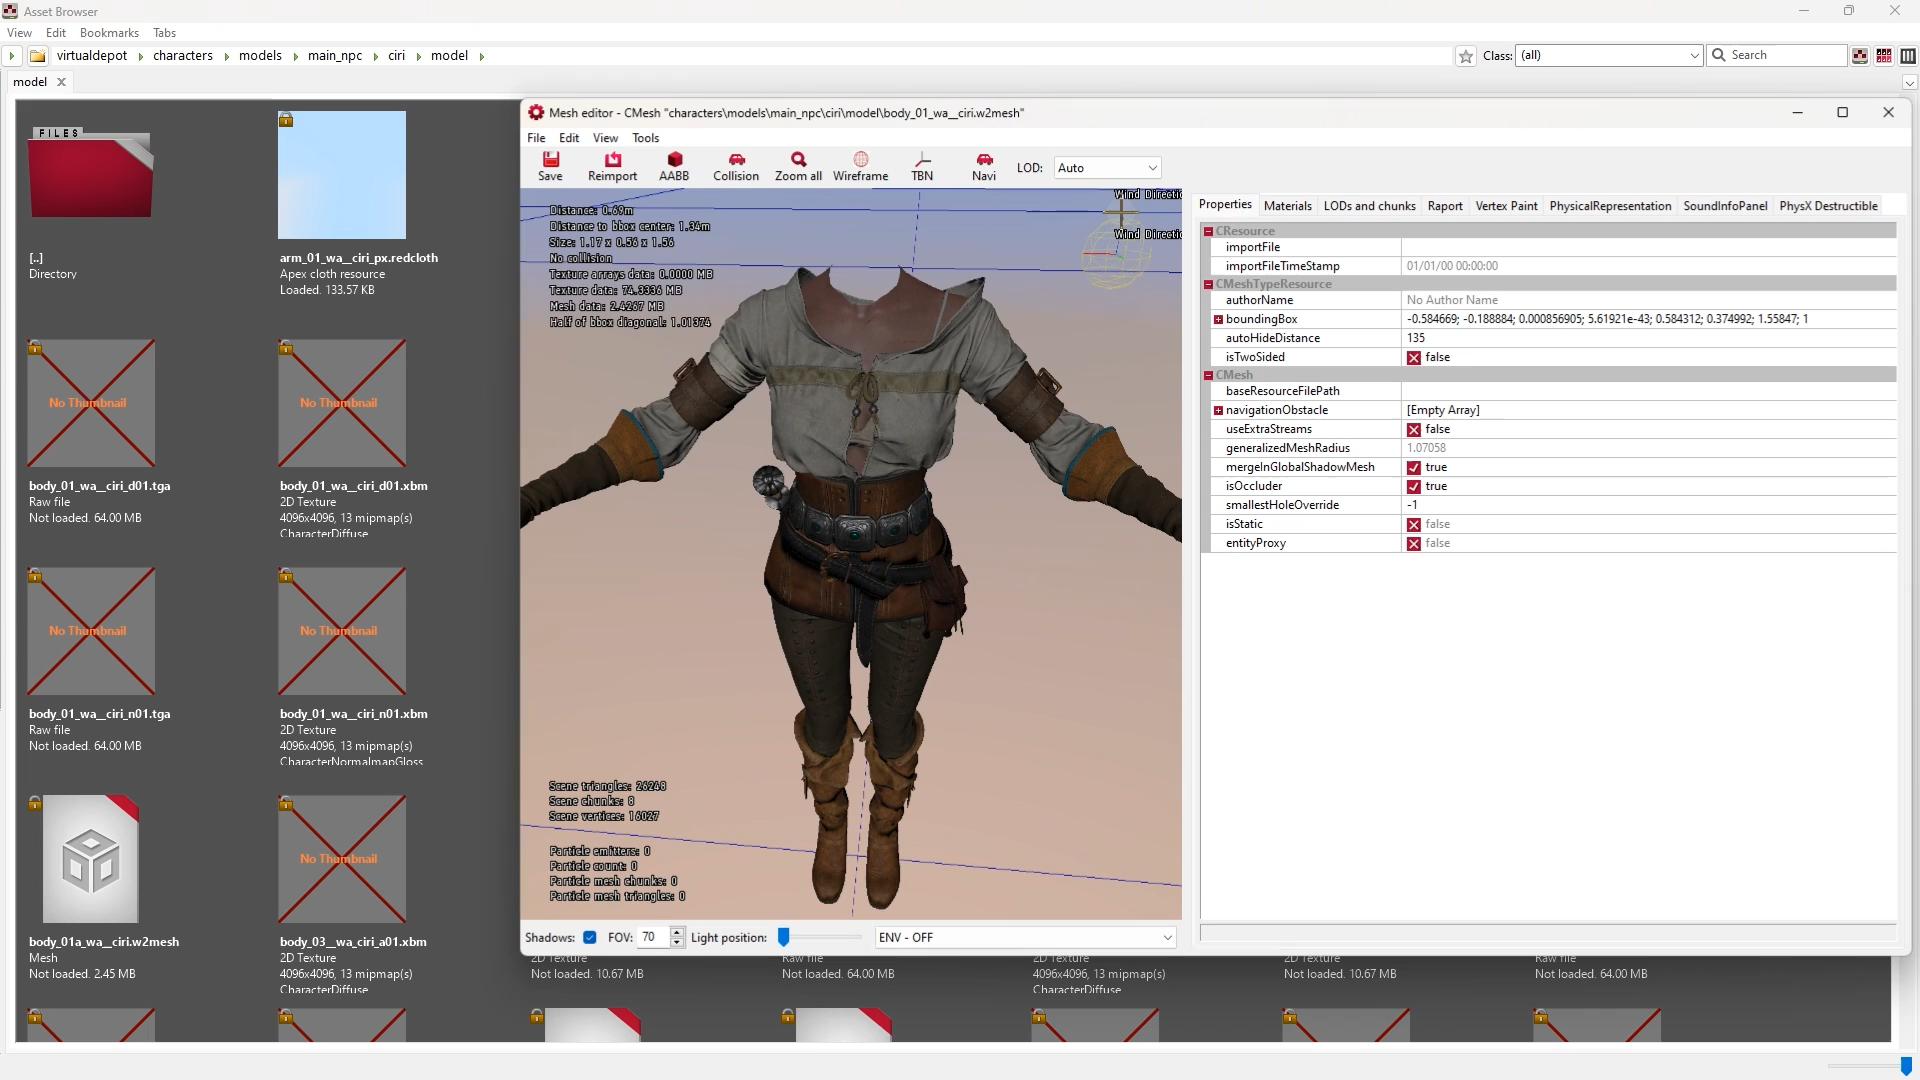 Asset Browser
View Edit Bookmarks Tabs
virtualdepot characters models main_npc ciri model
Class: (all) Search
model
FILES
[..]
Directory
arm_01_wa__ciri_px.redcloth
Apex cloth resource
Loaded. 133.57 KB
No Thumbnail
body_01_wa__ciri_d01.tga
Raw file
Not loaded. 64.00 MB
No Thumbnail
body_01_wa__ciri_d01.xbm
2D Texture
4096x4096, 13 mipmap(s)
CharacterDiffuse
No Thumbnail
body_01_wa__ciri_n01.tga
Raw file
Not loaded. 64.00 MB
No Thumbnail
body_01_wa__ciri_n01.xbm
2D Texture
4096x4096, 13 mipmap(s)
CharacterNormalmapGloss
body_01a_wa__ciri.w2mesh
Mesh
Not loaded. 2.45 MB
No Thumbnail
body_03__wa_ciri_a01.xbm
2D Texture
4096x4096, 13 mipmap(s)
CharacterDiffuse
Mesh editor - CMesh "characters\models\main_npc\ciri\model\body_01_wa__ciri.w2mesh"
File Edit View Tools
Save Reimport AABB Collision Zoom all Wireframe TBN Navi LOD: Auto
Distance: 0.69m
Distance to bbox center: 1.34m
Size: 1.17 x 0.56 x 1.56
No collision
Texture arrays data: 0.0000 MB
Texture data: 74.3336 MB
Mesh data: 2.4267 MB
Half of bbox diagonal: 1.01374
Wind Directi
Wind Directi
Scene triangles: 26248
Scene chunks: 8
Scene vertices: 16027
Particle emitters: 0
Particle count: 0
Particle mesh chunks: 0
Particle mesh triangles: 0
Shadows: FOV: 70 Light position: ENV - OFF
Properties Materials LODs and chunks Raport Vertex Paint PhysicalRepresentation SoundInfoPanel PhysX Destructible
CResource
importFile
importFileTimeStamp 01/01/00 00:00:00
CMeshTypeResource
authorName No Author Name
boundingBox -0.584669; -0.188884; 0.000856905; 5.61921e-43; 0.584312; 0.374992; 1.55847; 1
autoHideDistance 135
isTwoSided false
CMesh
baseResourceFilePath
navigationObstacle [Empty Array]
useExtraStreams false
generalizedMeshRadius 1.07058
mergeInGlobalShadowMesh true
isOccluder true
smallestHoleOverride -1
isStatic false
entityProxy false
2D Texture
Not loaded. 10.67 MB
Raw file
Not loaded. 64.00 MB
2D Texture
4096x4096, 13 mipmap(s)
CharacterDiffuse
2D Texture
Not loaded. 10.67 MB
Raw file
Not loaded. 64.00 MB